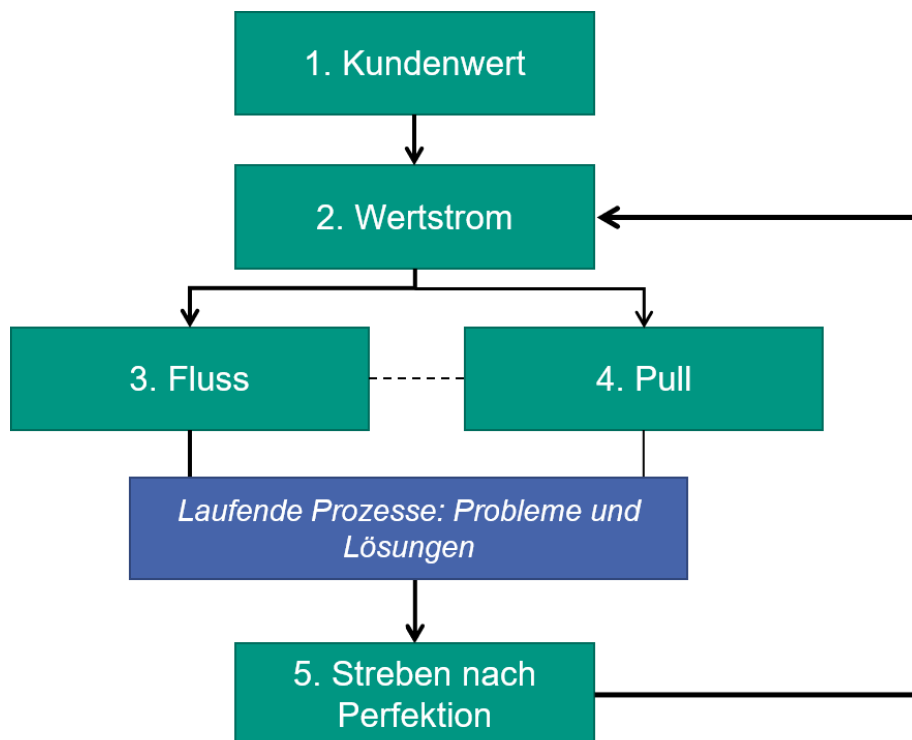 1. Kundenwert
2. Wertstrom
3. Fluss
4. Pull
Laufende Prozesse: Probleme und
Lösungen
5. Streben nach
Perfektion